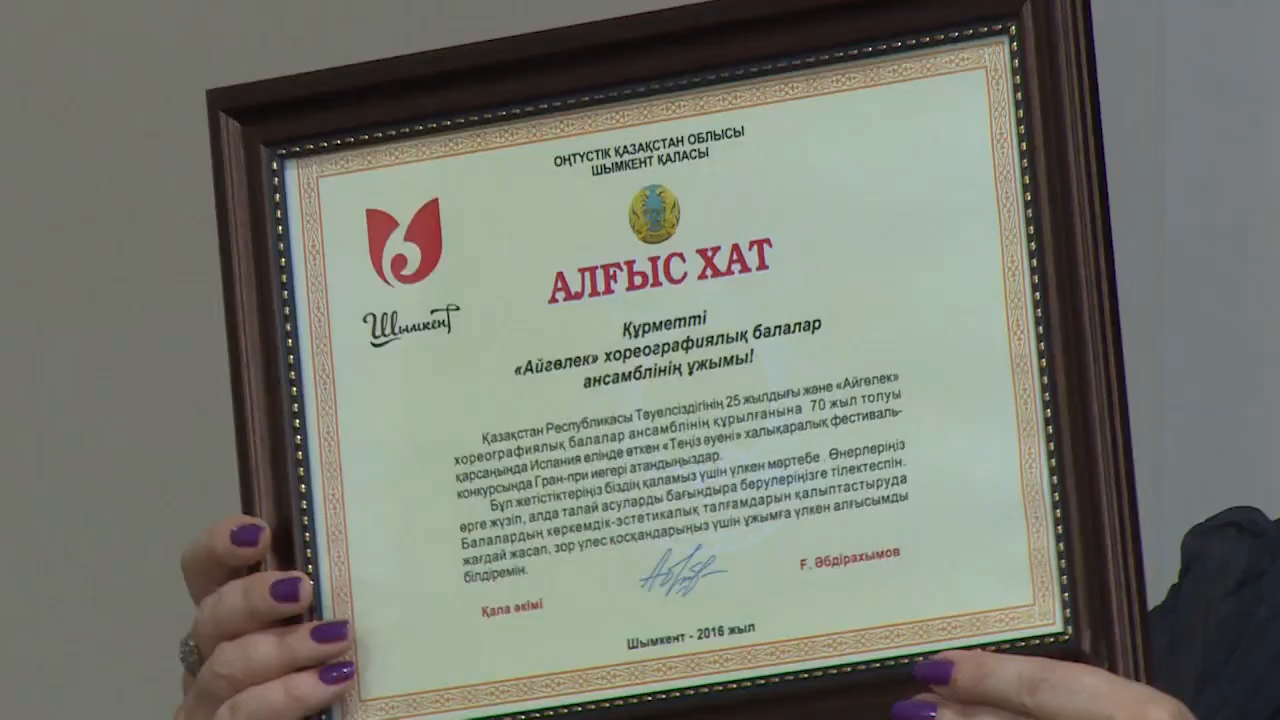 ОҢТҮСТІК ҚАЗАҚСТАН ОБЛЫСЫ
ШЫМКЕНТ ҚАЛАСЫ
Шымкент
АЛҒЫС ХАТ
Құрметті
«Айгөлек» хореографиялық балалар
ансамблінің ұжымы!
Қазақстан Республикасы Тәуелсіздігінің 25 жылдығы және «Айгөлек»
хореографиялық балалар ансамблінің құрылғанына 70 жыл толуы
қарсаңында Испания елінде өткен «Теңіз әуені» халықаралық фестиваль-
конкурсында Гран-при иегері атандыңыздар.
Бұл жетістіктеріңіз біздің қаламыз үшін үлкен мәртебе . Өнерлеріңіз
өрге жүзіп, алда талай асуларды бағындыра берулеріңізге тілектеспін.
Балалардың көркемдік-эстетикалық талғамдарын қалыптастыруда
жағдай жасап, зор үлес қосқандарыңыз үшін ұжымға үлкен алғысымды
білдіремін.
Қала әкімі
Ғ. Әбдірахымов
Шымкент - 2016 жыл